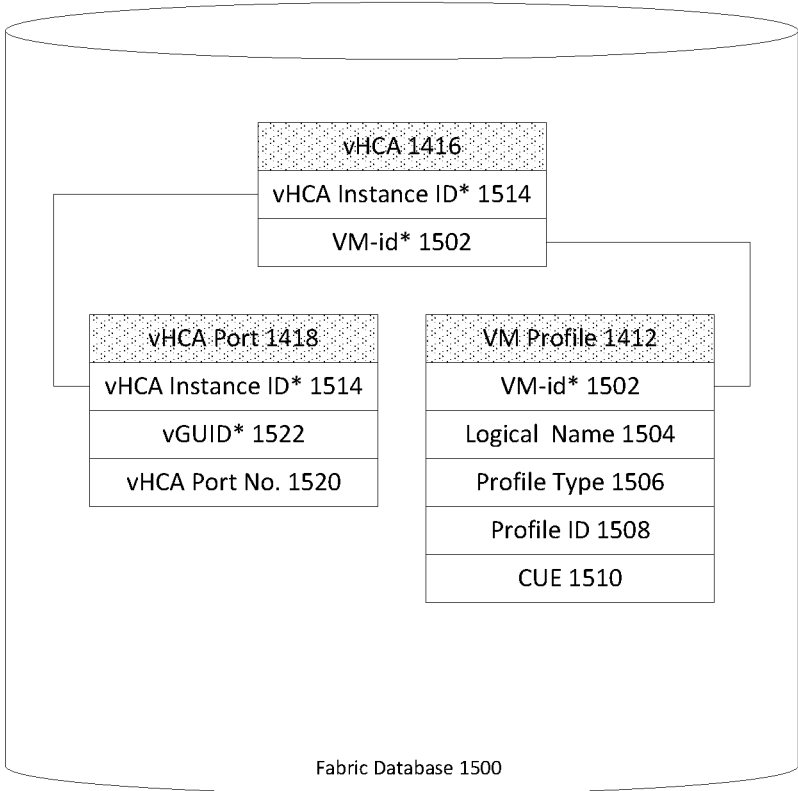 vHCA 1416
vHCA Instance ID* 1514
VM-id* 1502
vHCA Port 1418
vHCA Instance ID* 1514
vGUID* 1522
vHCA Port No. 1520
VM Profile 1412
VM-id* 1502
Logical Name 1504
Profile Type 1506
Profile ID 1508
CUE 1510
Fabric Database 1500